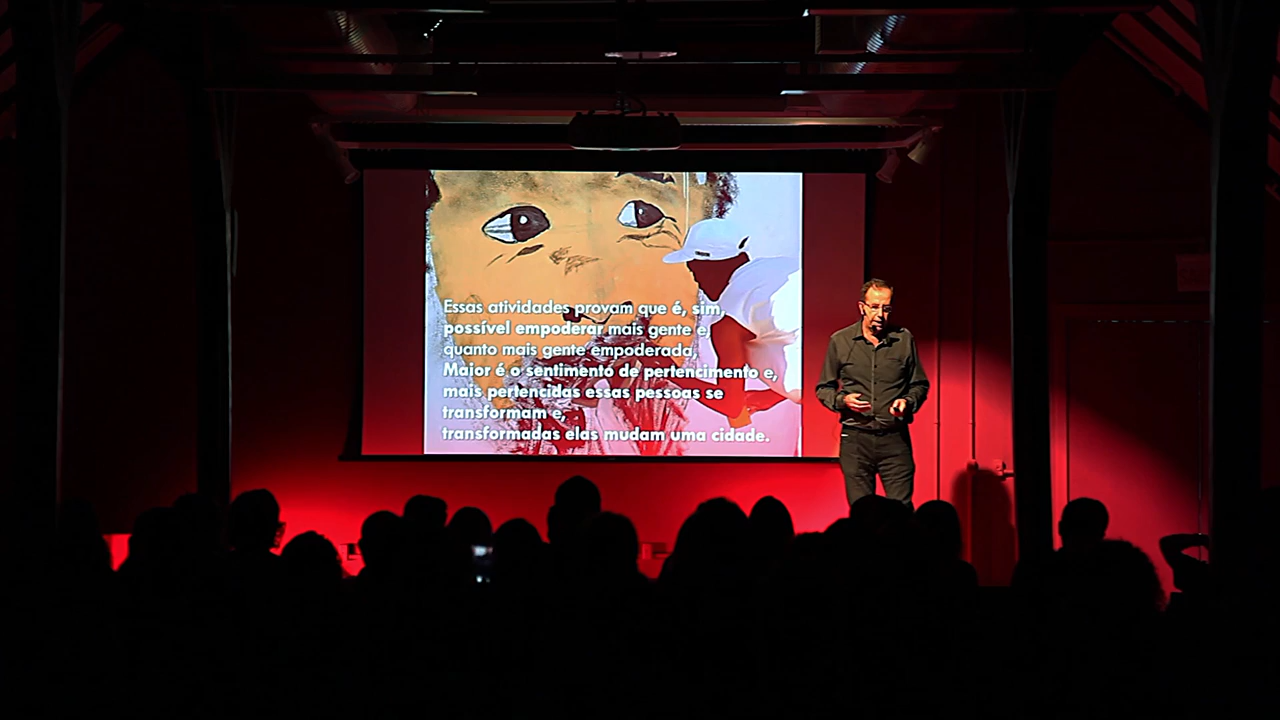 Essas atividades provam que é, sim,
possível empoderar mais gente e,
quanto mais gente empoderada,
Maior é o sentimento de pertencimento e,
mais pertencidas essas pessoas se
transformam e,
transformadas elas mudam uma cidade.